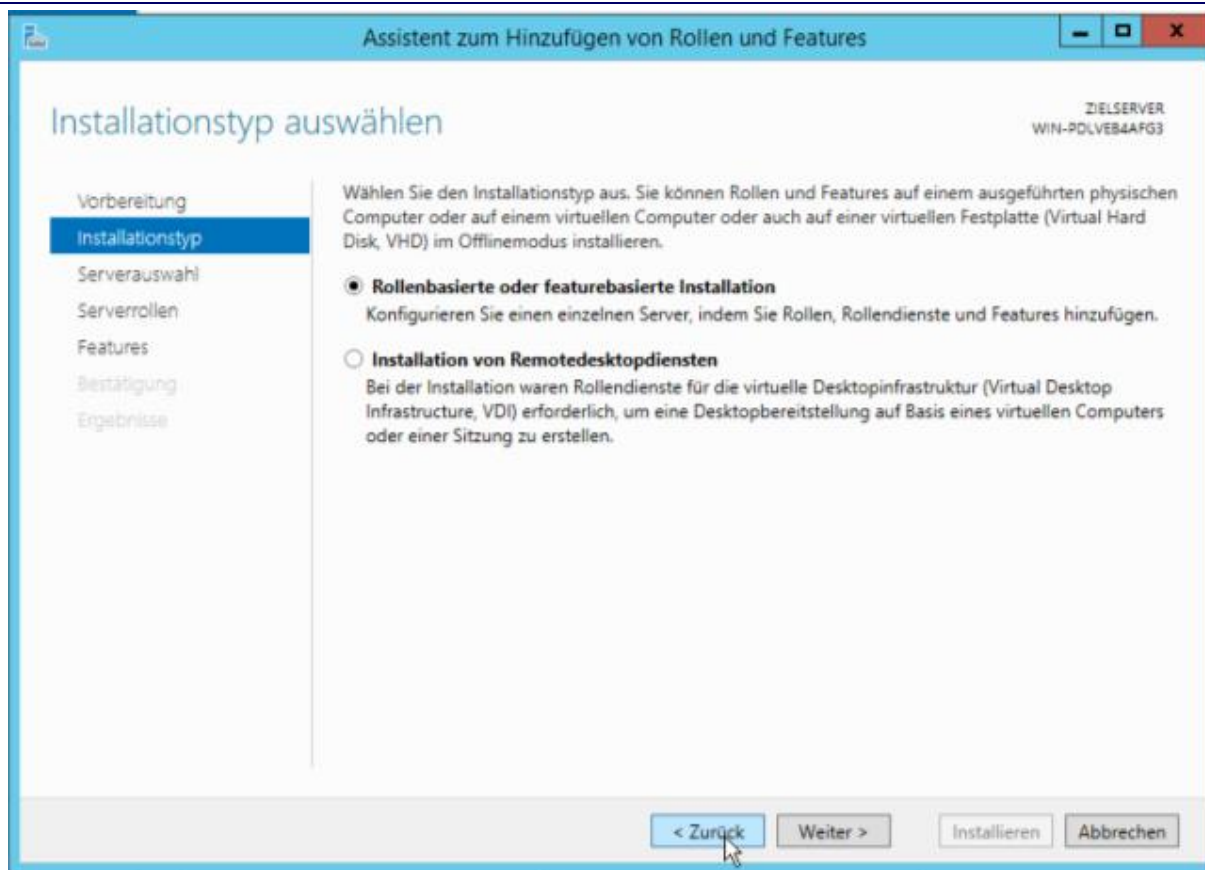 Assistent zum Hinzufügen von Rollen und Features
Installationstyp auswählen
ZIELSERVER
WIN-PDLVEB4AFG3
Vorbereitung
Installationstyp
Serverauswahl
Serverrollen
Features
Bestätigung
Ergebnisse
Wählen Sie den Installationstyp aus. Sie können Rollen und Features auf einem ausgeführten physischen
Computer oder auf einem virtuellen Computer oder auch auf einer virtuellen Festplatte (Virtual Hard
Disk, VHD) im Offlinemodus installieren.
Rollenbasierte oder featurebasierte Installation
Konfigurieren Sie einen einzelnen Server, indem Sie Rollen, Rollendienste und Features hinzufügen.
Installation von Remotedesktopdiensten
Bei der Installation waren Rollendienste für die virtuelle Desktopinfrastruktur (Virtual Desktop
Infrastructure, VDI) erforderlich, um eine Desktopbereitstellung auf Basis eines virtuellen Computers
oder einer Sitzung zu erstellen.
< Zurück
Weiter >
Installieren
Abbrechen